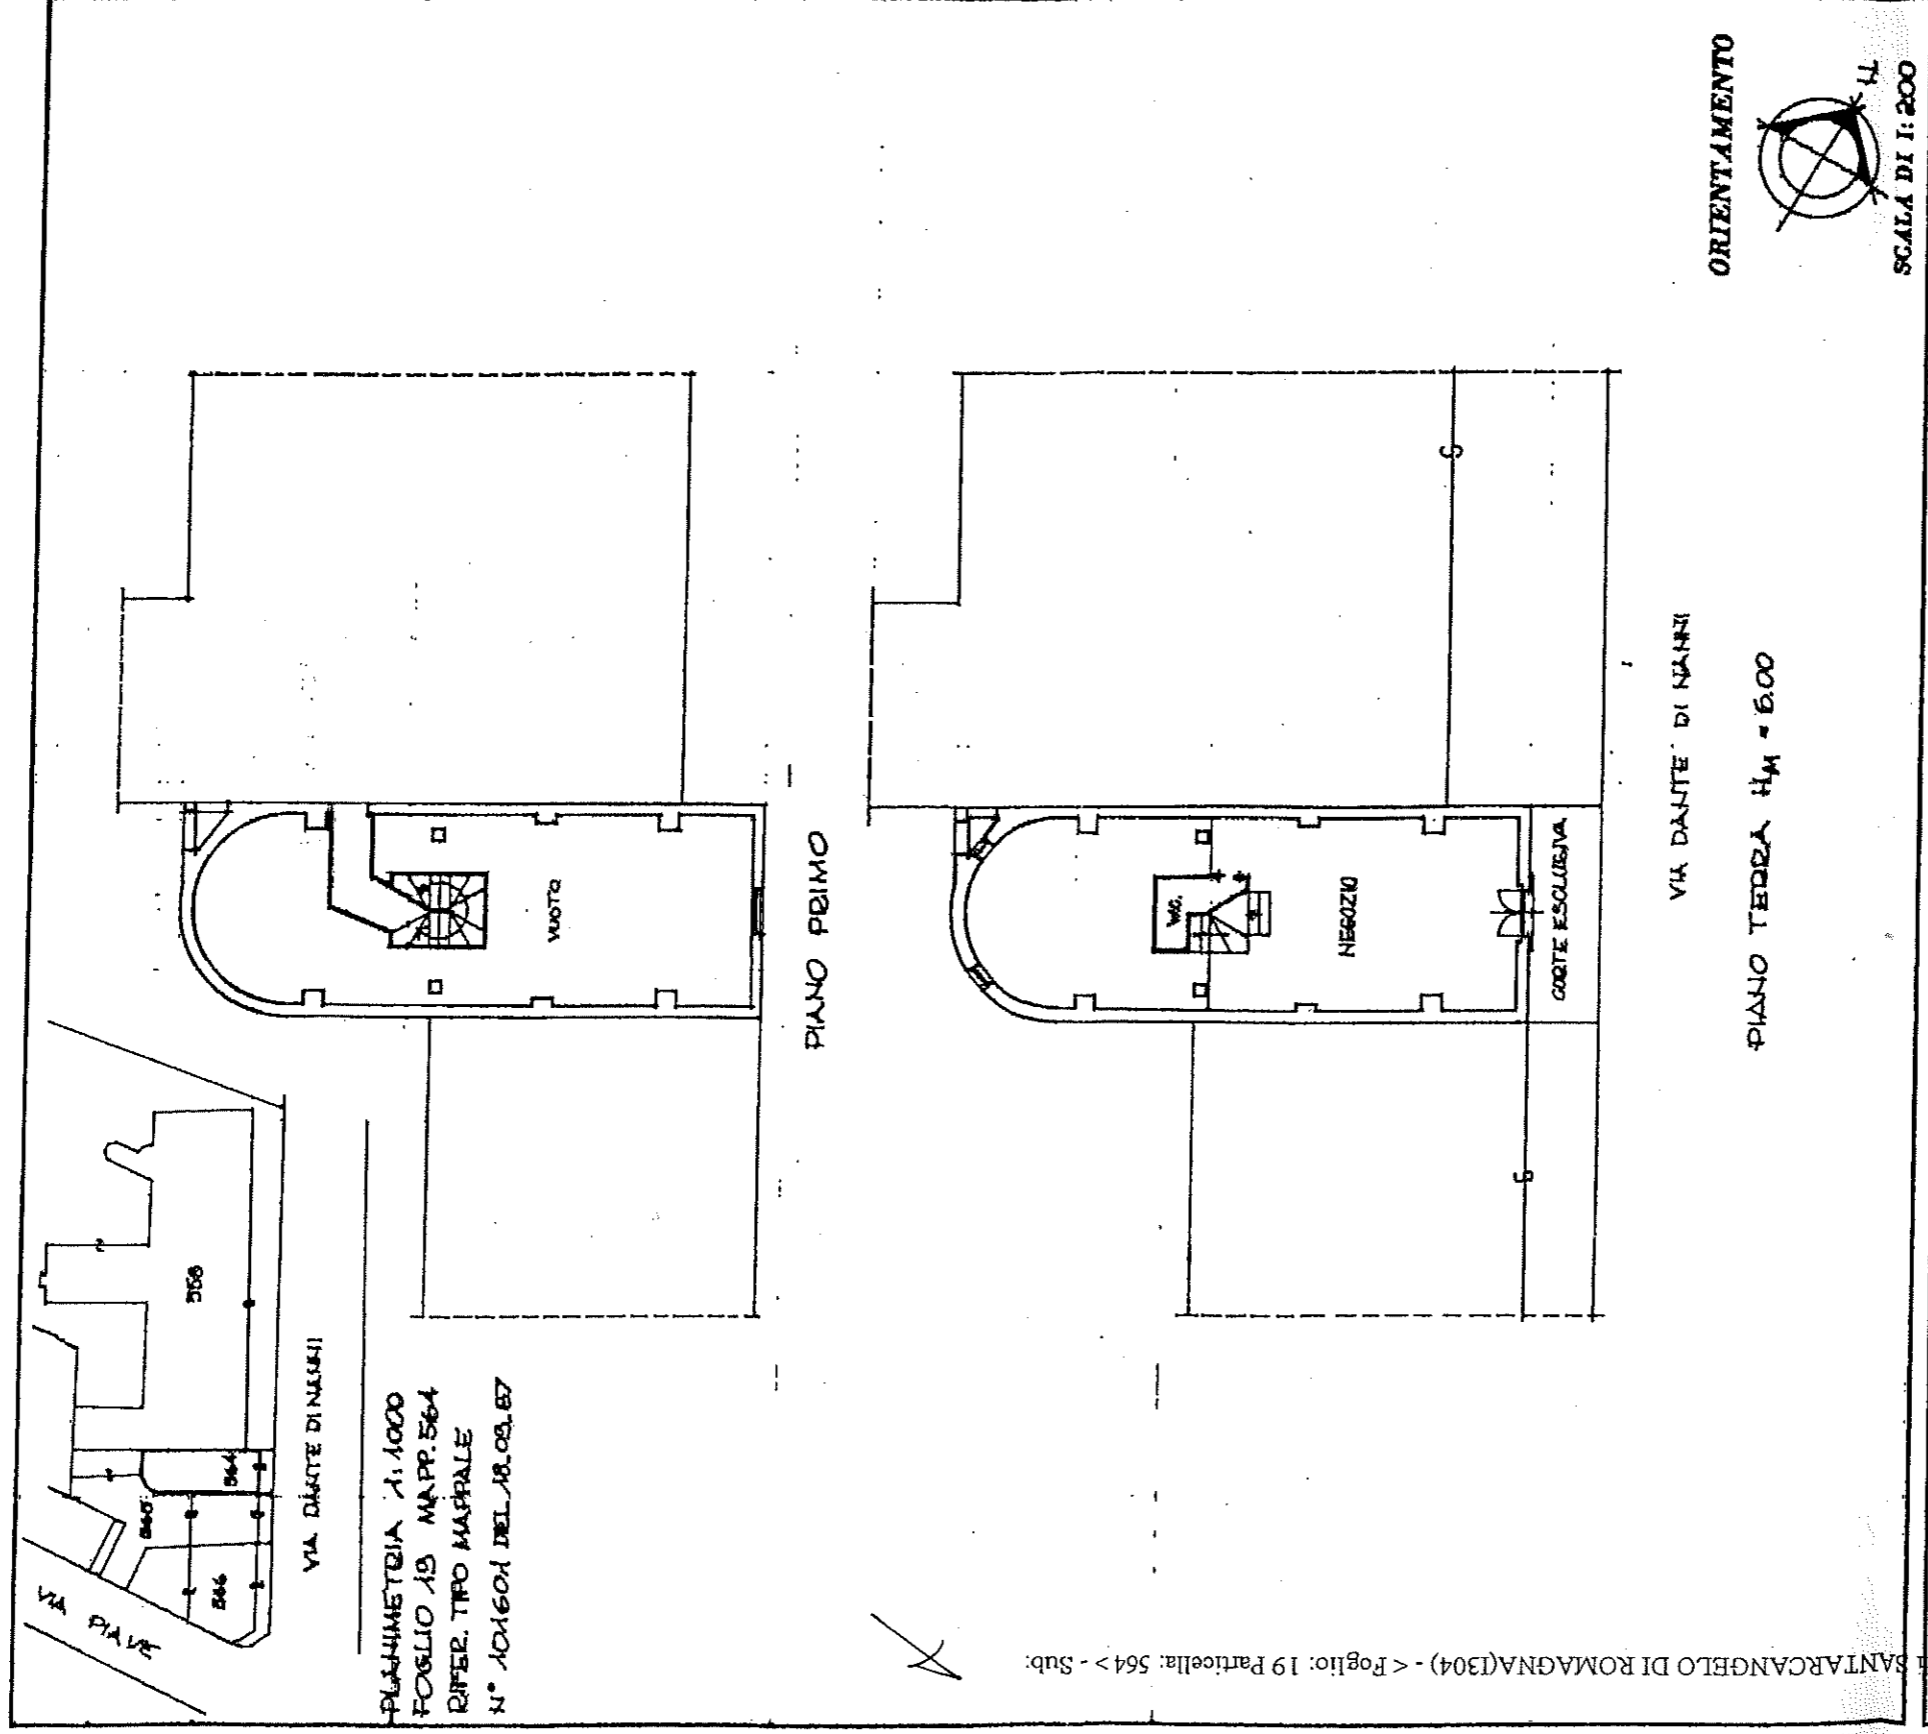 ORIENTAMENTO
SCALA DI 1:200
VIA PIAVE
558
564
565
566
VIA DANTE DI NANNI
PLANIMETRIA 1:1000
FOGLIO 19 MAPP. 564
RIFER. TIPO MAPPALE
N° 101601 DEL 18.09.87
VUOTO
PIANO PRIMO
W.C.
NEGOZIO
CORTE ESCLUSIVA
VIA DANTE DI NANNI
PIANO TERRA HM = 6.00
i SANTARCANGELO DI ROMAGNA(I304) - < Foglio: 19 Particella: 564 > - Sub: